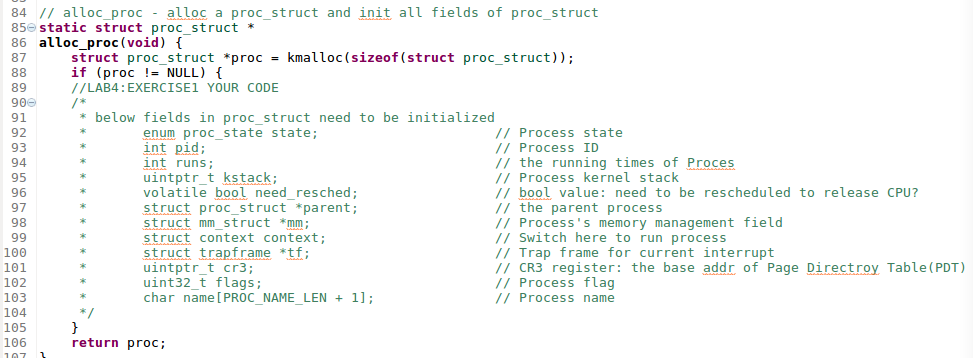 84 // alloc_proc - alloc a proc_struct and init all fields of proc_struct
85 static struct proc_struct *
86 alloc_proc(void) {
87     struct proc_struct *proc = kmalloc(sizeof(struct proc_struct));
88     if (proc != NULL) {
89     //LAB4:EXERCISE1 YOUR CODE
90     /*
91      * below fields in proc_struct need to be initialized
92      *       enum proc_state state;                      // Process state
93      *       int pid;                                    // Process ID
94      *       int runs;                                   // the running times of Proces
95      *       uintptr_t kstack;                           // Process kernel stack
96      *       volatile bool need_resched;                 // bool value: need to be rescheduled to release CPU?
97      *       struct proc_struct *parent;                 // the parent process
98      *       struct mm_struct *mm;                       // Process's memory management field
99      *       struct context context;                     // Switch here to run process
100      *       struct trapframe *tf;                       // Trap frame for current interrupt
101      *       uintptr_t cr3;                              // CR3 register: the base addr of Page Directroy Table(PDT)
102      *       uint32_t flags;                             // Process flag
103      *       char name[PROC_NAME_LEN + 1];               // Process name
104      */
105     }
106     return proc;
107 }